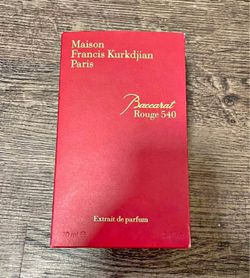 Maison
Francis Kurkdjian
Paris
Baccarat
Rouge 540
Extrait de parfum